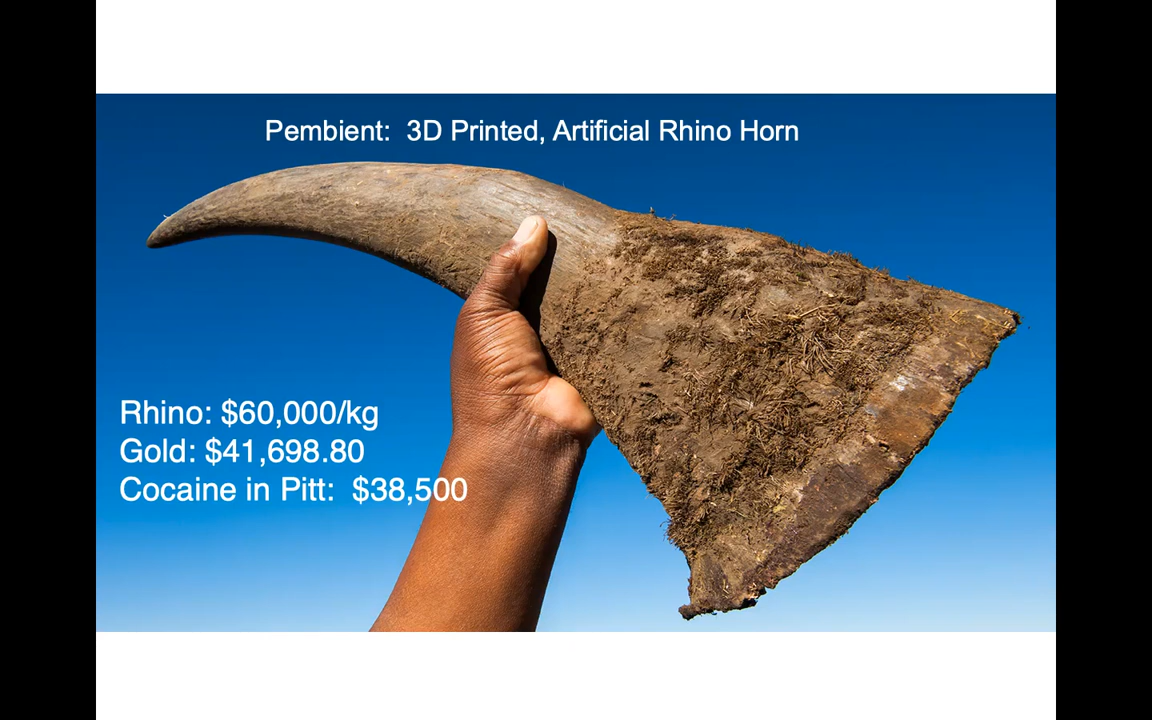 Pembient:  3D Printed, Artificial Rhino Horn
Rhino: $60,000/kg
Gold: $41,698.80
Cocaine in Pitt:  $38,500